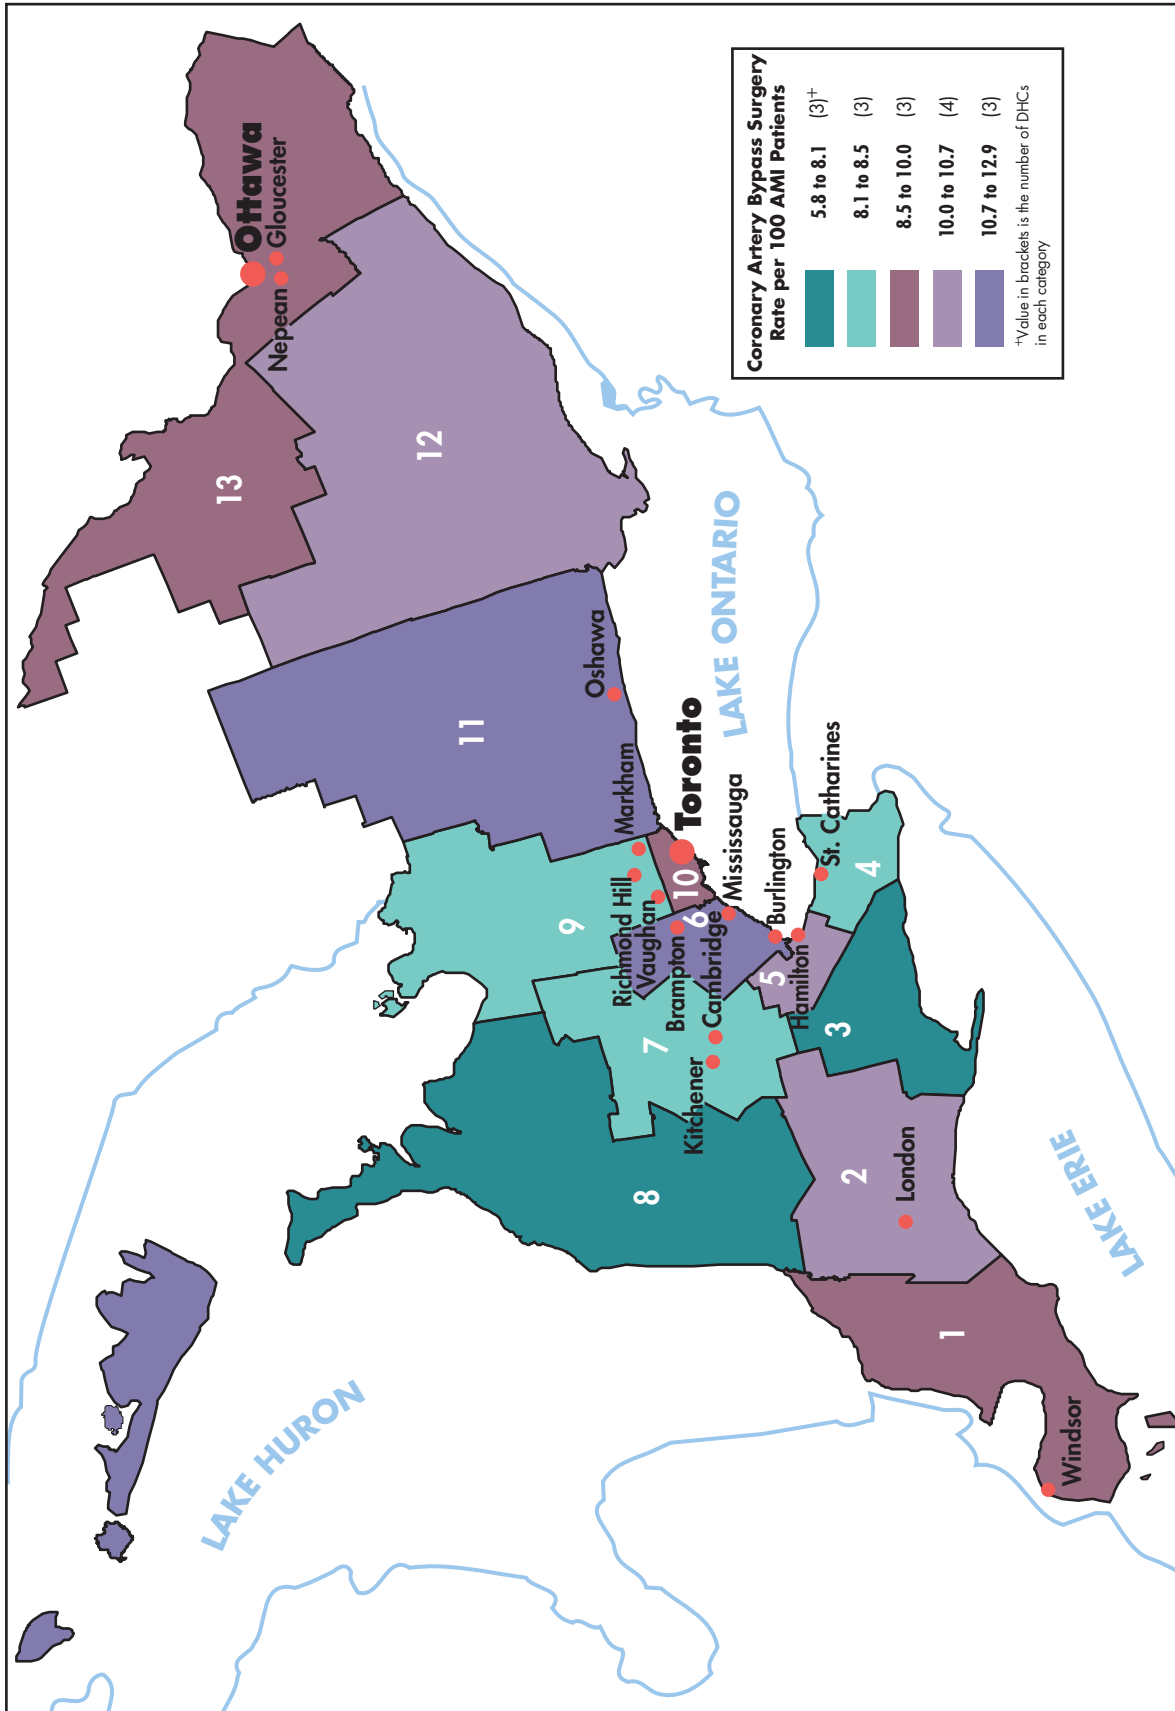 Coronary Artery Bypass Surgery
Rate per 100 AMI Patients
5.8 to 8.1 (3)+
8.1 to 8.5 (3)
8.5 to 10.0 (3)
10.0 to 10.7 (4)
10.7 to 12.9 (3)
+Value in brackets is the number of DHCs
in each category
Ottawa
Gloucester
Nepean
13
12
11
Oshawa
LAKE ONTARIO
Markham
Toronto
Richmond Hill
Vaughan
Brampton
Mississauga
Cambridge
Burlington
St. Catharines
Hamilton
Kitchener
9
10
6
7
5
4
3
8
2
London
1
Windsor
LAKE HURON
LAKE ERIE